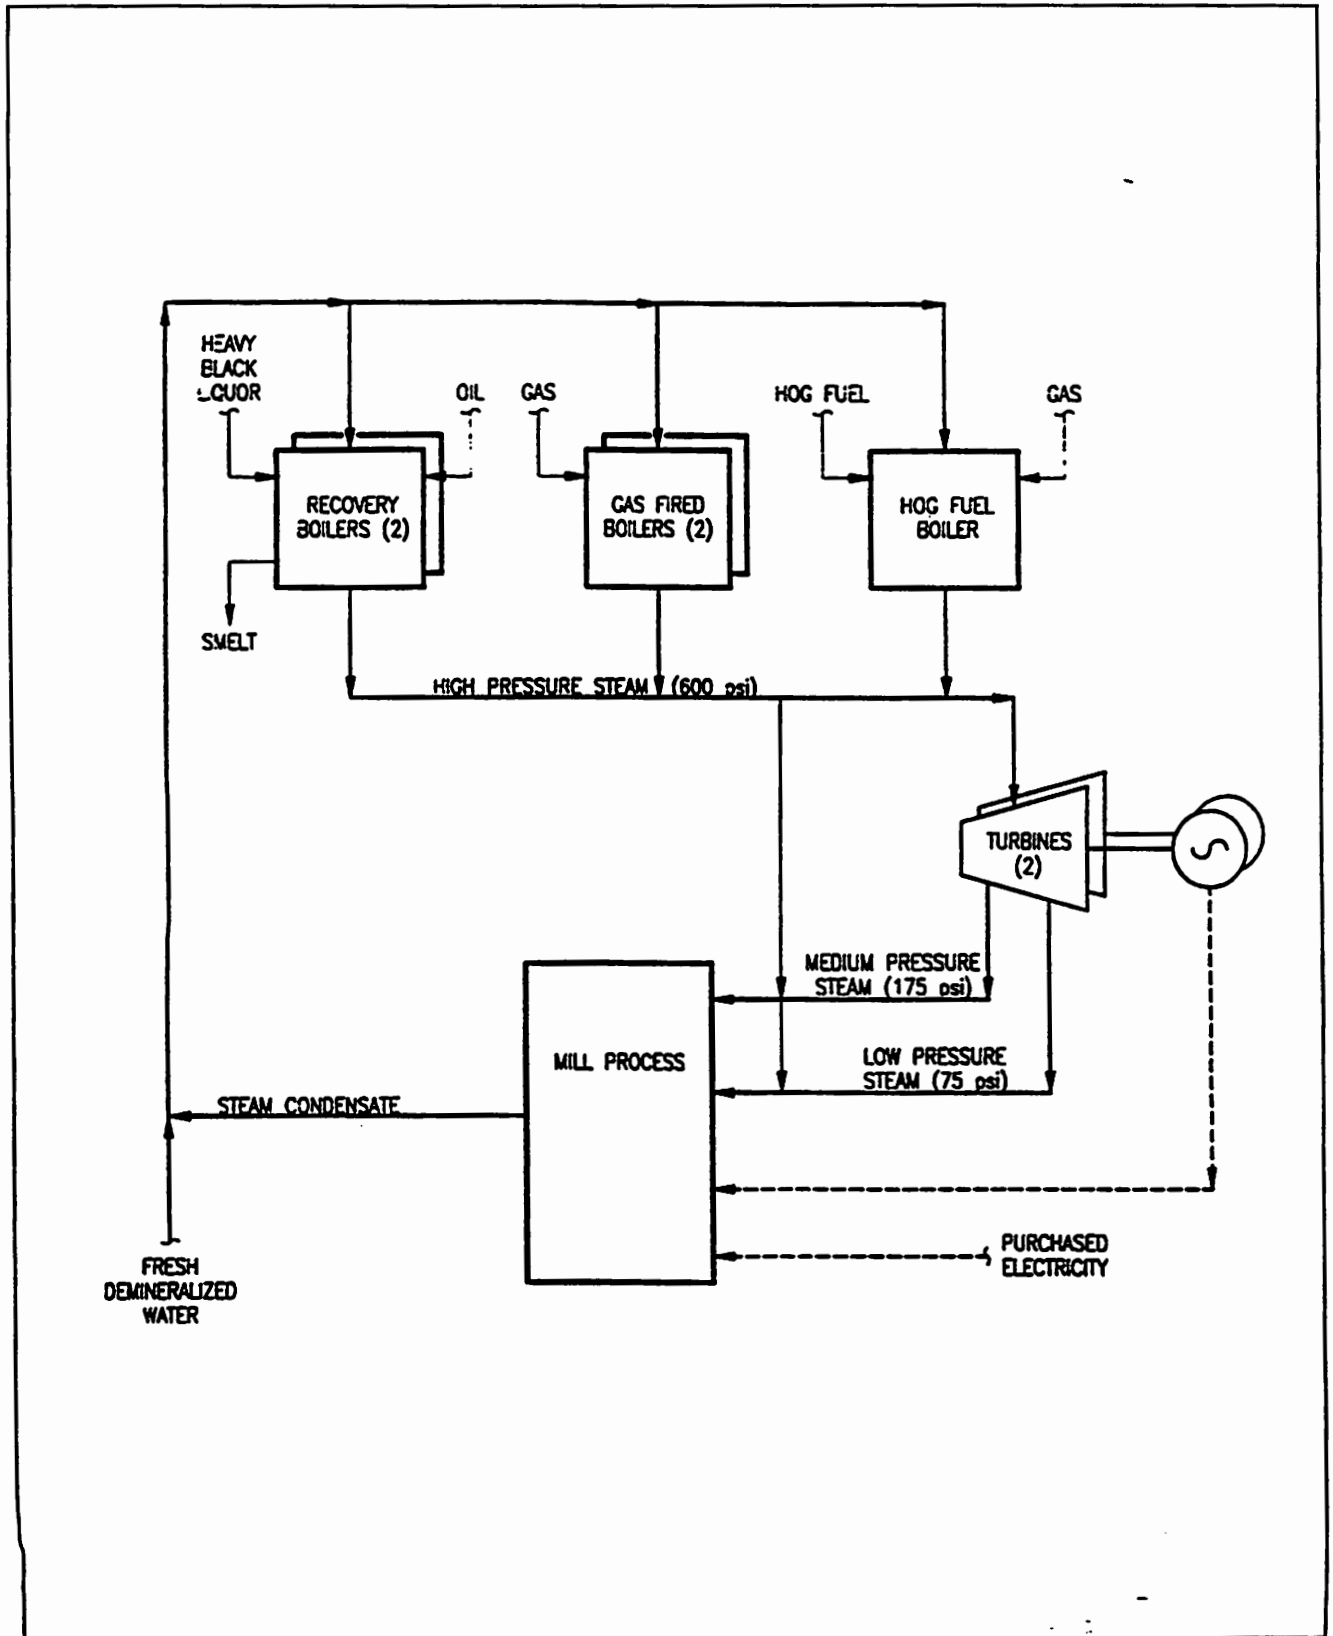 HEAVY
BLACK
LIQUOR
OIL
GAS
HOG FUEL
GAS
RECOVERY
BOILERS (2)
GAS FIRED
BOILERS (2)
HOG FUEL
BOILER
SMELT
HIGH PRESSURE STEAM (600 psi)
TURBINES
(2)
MEDIUM PRESSURE
STEAM (175 psi)
MILL PROCESS
LOW PRESSURE
STEAM (75 psi)
STEAM CONDENSATE
PURCHASED
ELECTRICITY
FRESH
DEMINERALIZED
WATER